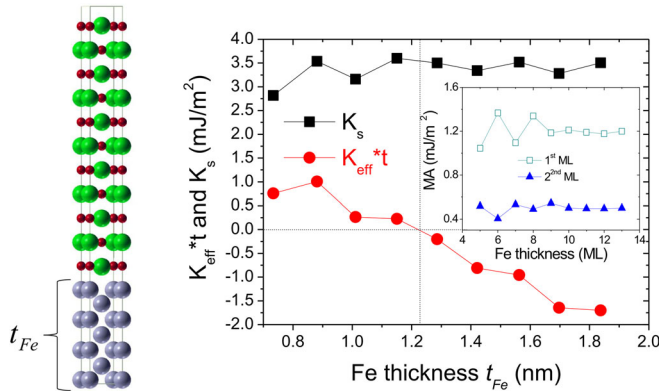 t_Fe
K_eff*t and K_s (mJ/m²)
4.0
3.5
3.0
2.5
2.0
1.5
1.0
0.5
0.0
-0.5
-1.0
-1.5
-2.0
K_s
K_eff*t
MA (mJ/m²)
1.6
1.2
0.8
0.4
1st ML
2nd ML
4 6 8 10 12 14
Fe thickness (ML)
0.8 1.0 1.2 1.4 1.6 1.8 2.0
Fe thickness t_Fe (nm)